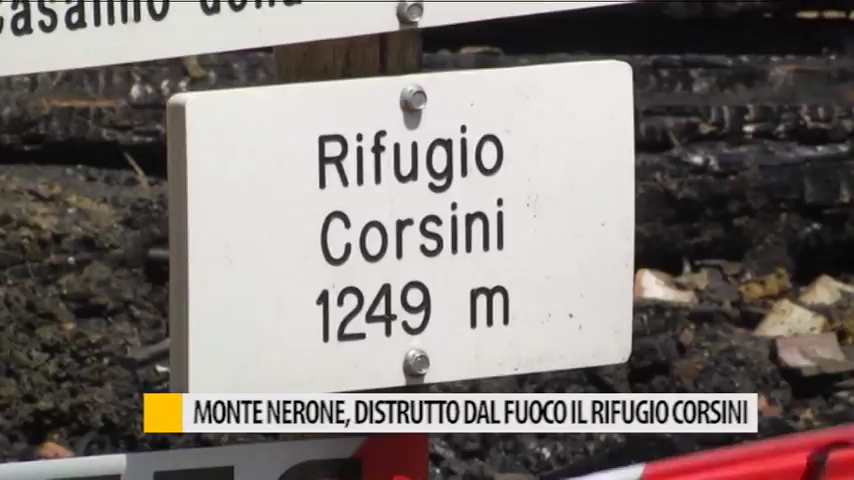 Rifugio
Corsini
1249 m
MONTE NERONE, DISTRUTTO DAL FUOCO IL RIFUGIO CORSINI